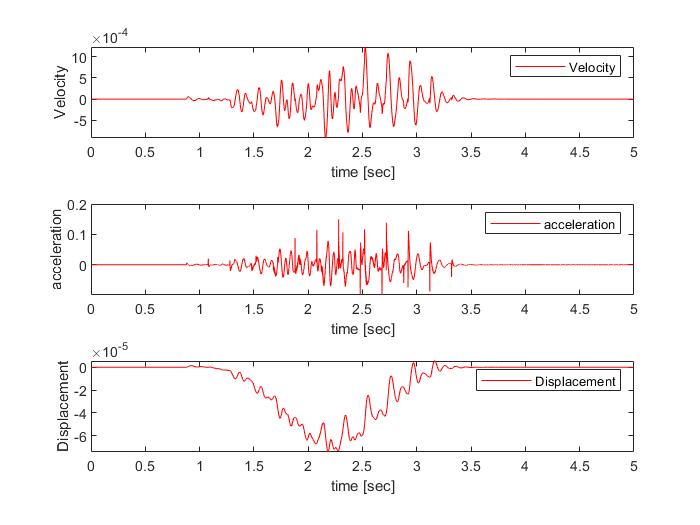 ×10-4
10
5
0
-5
Velocity
Velocity
0 0.5 1 1.5 2 2.5 3 3.5 4 4.5 5
time [sec]
0.2
0.1
0
acceleration
acceleration
0 0.5 1 1.5 2 2.5 3 3.5 4 4.5 5
time [sec]
×10-5
0
-2
-4
-6
Displacement
Displacement
0 0.5 1 1.5 2 2.5 3 3.5 4 4.5 5
time [sec]